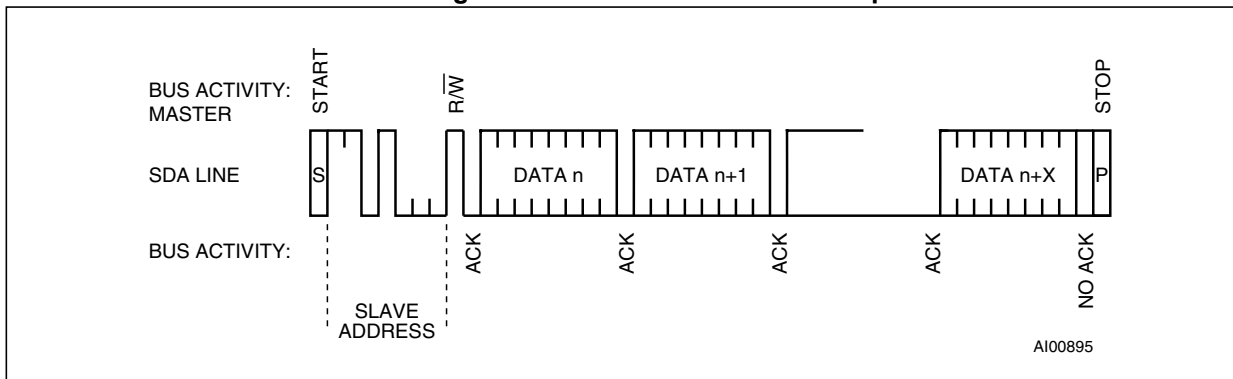 BUS ACTIVITY:
MASTER
START
R/W
STOP
SDA LINE
S
DATA n
DATA n+1
DATA n+X
P
BUS ACTIVITY:
ACK
ACK
ACK
ACK
NO ACK
SLAVE
ADDRESS
AI00895